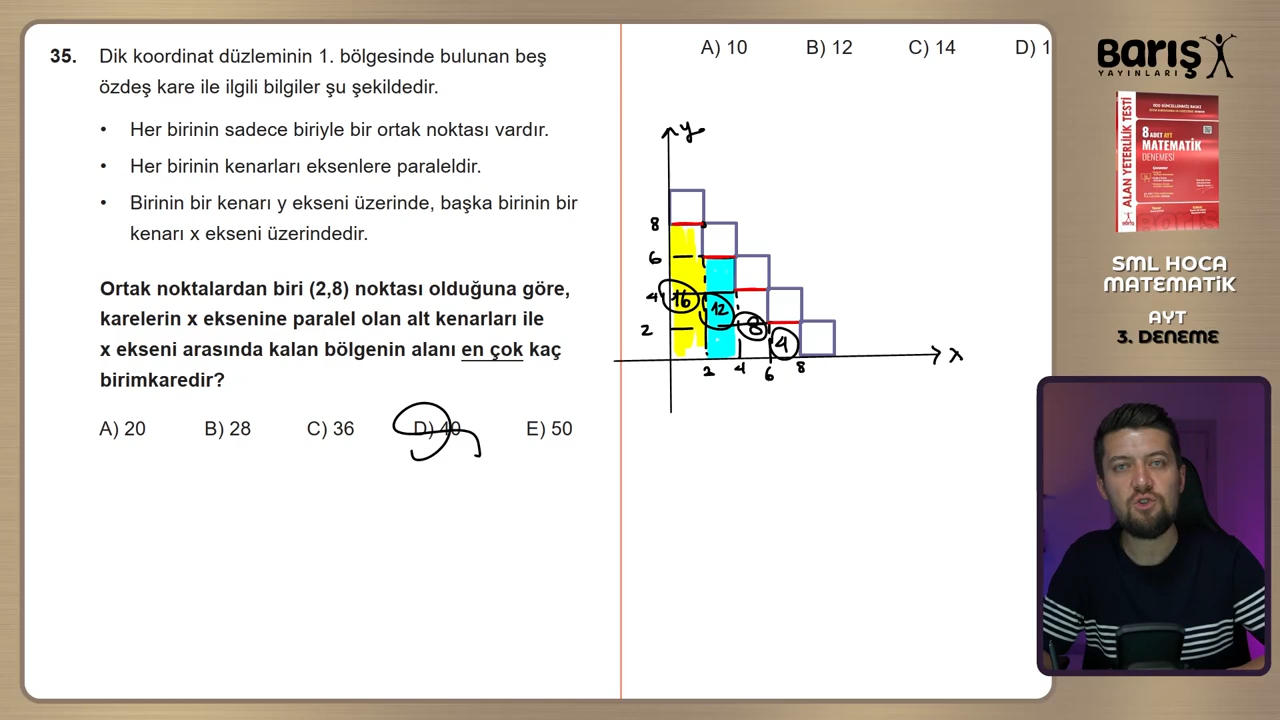 35. Dik koordinat düzleminin 1. bölgesinde bulunan beş
özdeş kare ile ilgili bilgiler şu şekildedir.
• Her birinin sadece biriyle bir ortak noktası vardır.
• Her birinin kenarları eksenlere paraleldir.
• Birinin bir kenarı y ekseni üzerinde, başka birinin bir
kenarı x ekseni üzerindedir.
Ortak noktalardan biri (2,8) noktası olduğuna göre,
karelerin x eksenine paralel olan alt kenarları ile
x ekseni arasında kalan bölgenin alanı en çok kaç
birimkaredir?
A) 20 B) 28 C) 36 D) 40 E) 50
A) 10 B) 12 C) 14 D) 1
y
8
6
4
2
16
12
8
4
2 4 6 8
x
BARIŞ
YAYINLARI
ALAN YETERLİLİK TESTİ
8 ADET AYT
MATEMATİK
DENEMESİ
BARIŞ
SML HOCA
MATEMATİK
AYT
3. DENEME